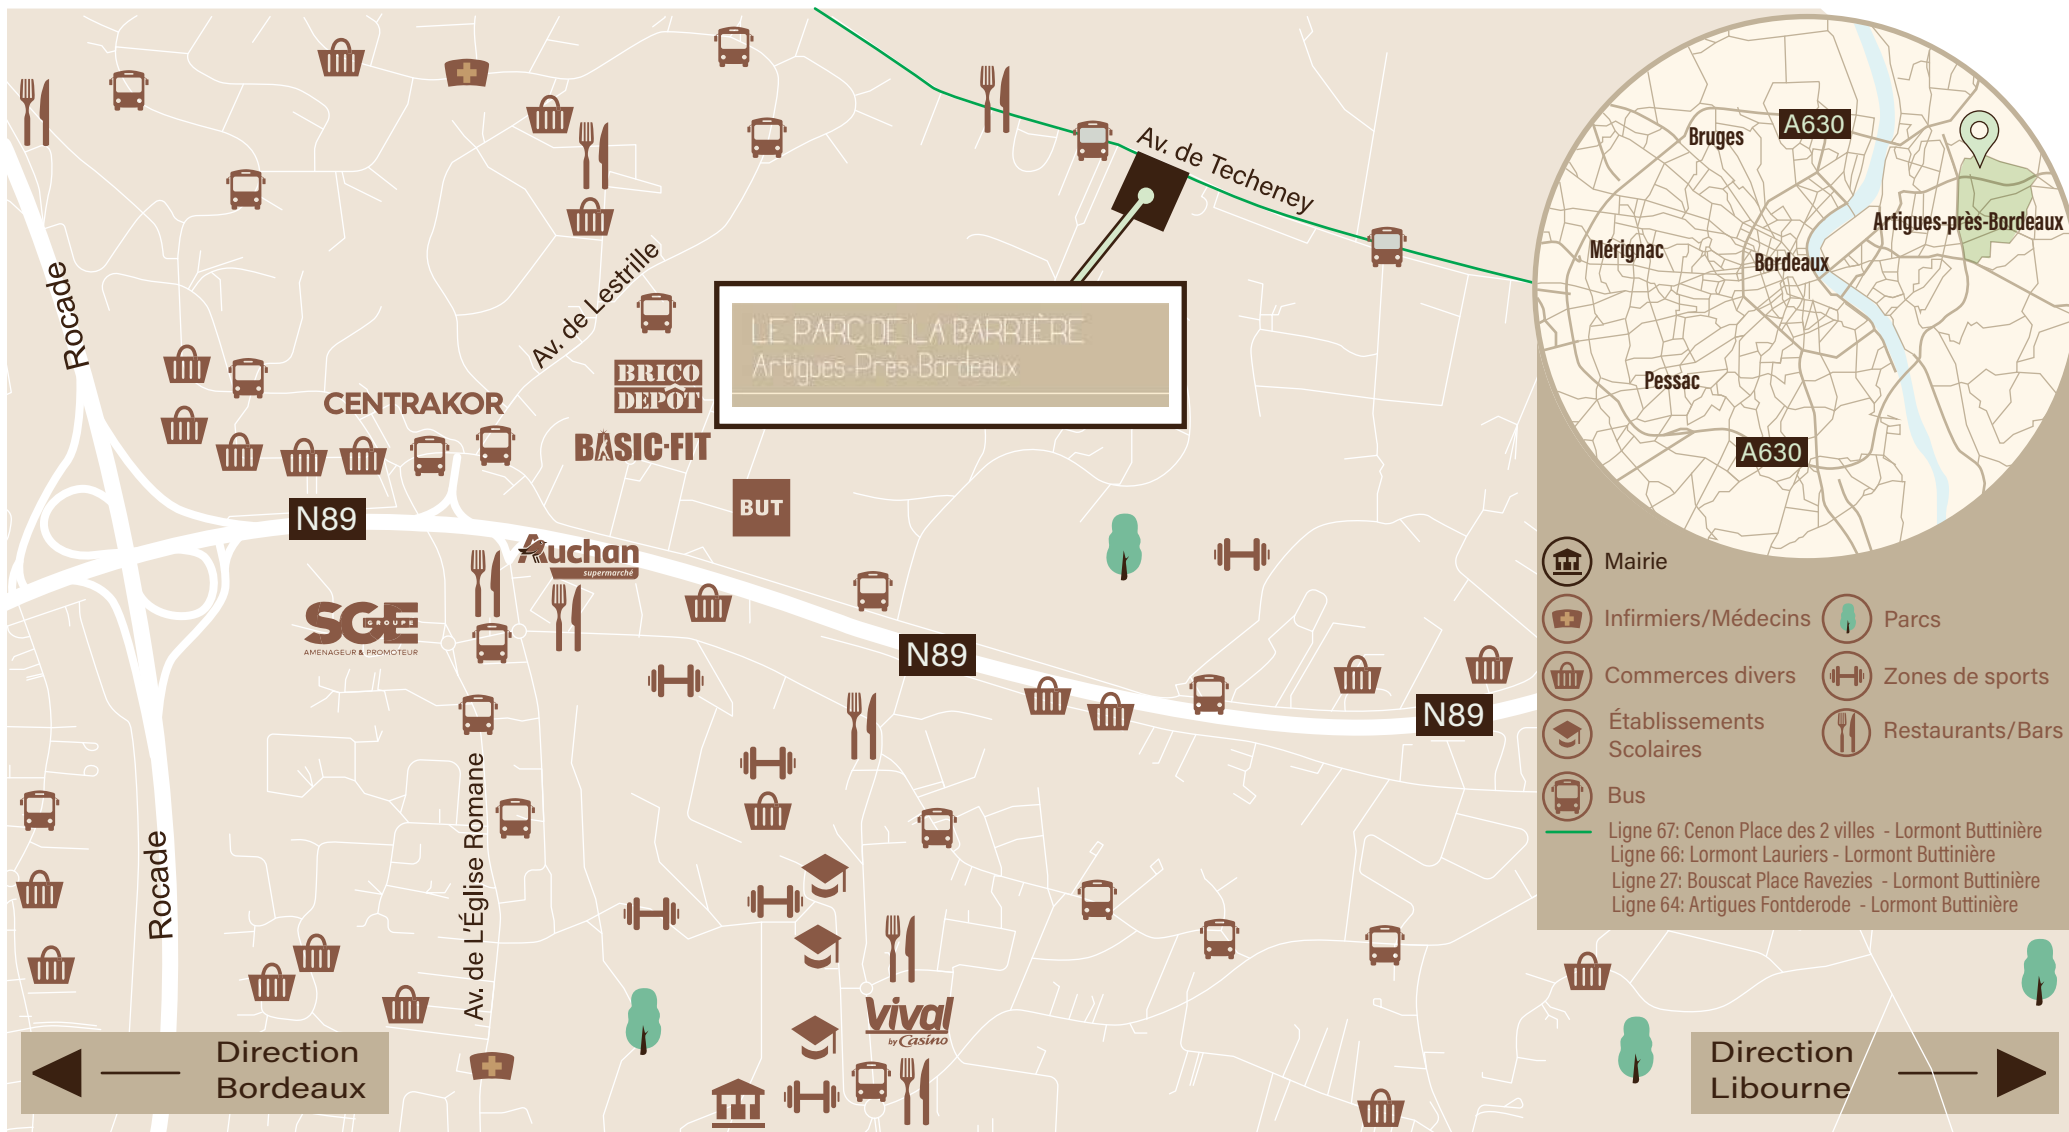 Av. de Techeney
Rocade
Av. de Lestrille
LE PARC DE LA BARRIÈRE
Artigues-Près-Bordeaux
CENTRAKOR
BRICO
DEPÔT
BASIC-FIT
BUT
N89
Auchan
supermarché
SGE
GROUPE
AMENAGEUR & PROMOTEUR
N89
N89
Rocade
Av. de L'Église Romane
vival
by Casino
Direction
Bordeaux
Direction
Libourne
A630
Bruges
Artigues-près-Bordeaux
Mérignac
Bordeaux
Pessac
A630
Mairie
Infirmiers/Médecins
Parcs
Commerces divers
Zones de sports
Établissements
Scolaires
Restaurants/Bars
Bus
Ligne 67: Cenon Place des 2 villes - Lormont Buttinière
Ligne 66: Lormont Lauriers - Lormont Buttinière
Ligne 27: Bouscat Place Ravezies - Lormont Buttinière
Ligne 64: Artigues Fontderode - Lormont Buttinière